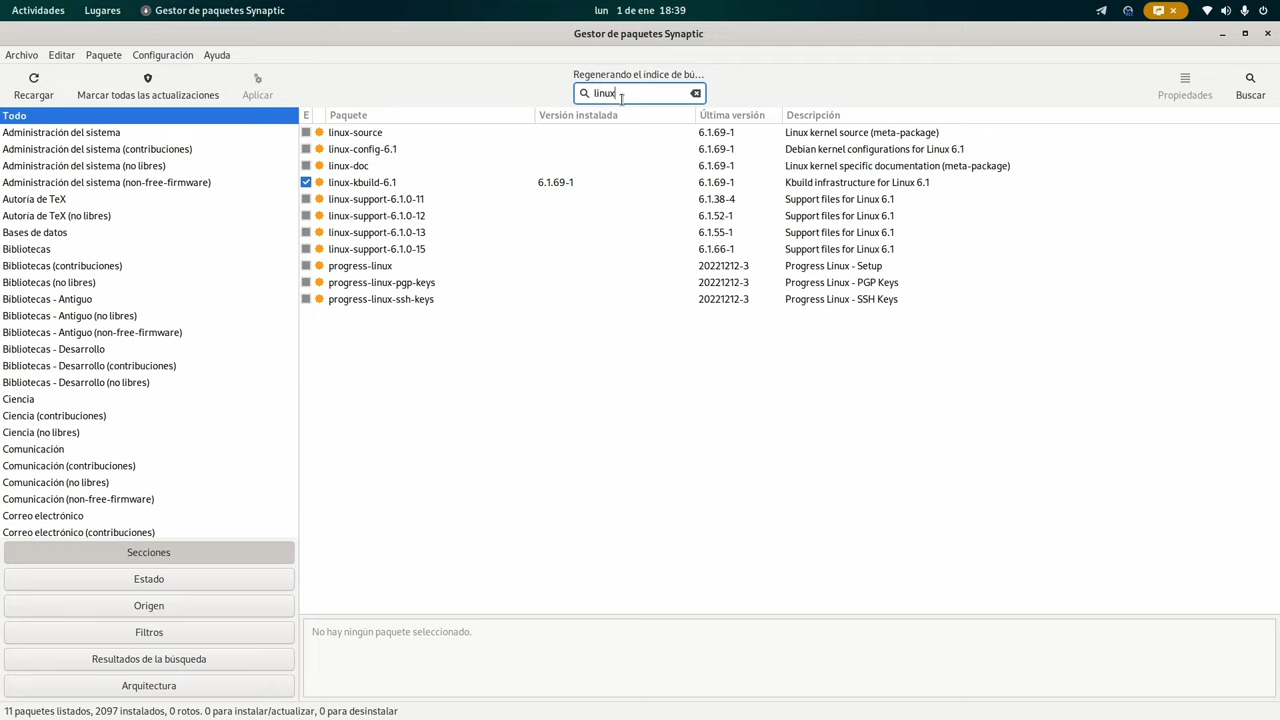 Actividades Lugares Gestor de paquetes Synaptic lun 1 de ene 18:39
Gestor de paquetes Synaptic
Archivo Editar Paquete Configuración Ayuda
Recargar Marcar todas las actualizaciones Aplicar Regenerando el índice de bú... Propiedades Buscar
linux
Todo
Administración del sistema
Administración del sistema (contribuciones)
Administración del sistema (no libres)
Administración del sistema (non-free-firmware)
Autoría de TeX
Autoría de TeX (no libres)
Bases de datos
Bibliotecas
Bibliotecas (contribuciones)
Bibliotecas (no libres)
Bibliotecas - Antiguo
Bibliotecas - Antiguo (no libres)
Bibliotecas - Antiguo (non-free-firmware)
Bibliotecas - Desarrollo
Bibliotecas - Desarrollo (contribuciones)
Bibliotecas - Desarrollo (no libres)
Ciencia
Ciencia (contribuciones)
Ciencia (no libres)
Comunicación
Comunicación (contribuciones)
Comunicación (no libres)
Comunicación (non-free-firmware)
Correo electrónico
Correo electrónico (contribuciones)
Secciones
Estado
Origen
Filtros
Resultados de la búsqueda
Arquitectura
E Paquete Versión instalada Última versión Descripción
linux-source 6.1.69-1 Linux kernel source (meta-package)
linux-config-6.1 6.1.69-1 Debian kernel configurations for Linux 6.1
linux-doc 6.1.69-1 Linux kernel specific documentation (meta-package)
linux-kbuild-6.1 6.1.69-1 6.1.69-1 Kbuild infrastructure for Linux 6.1
linux-support-6.1.0-11 6.1.38-4 Support files for Linux 6.1
linux-support-6.1.0-12 6.1.52-1 Support files for Linux 6.1
linux-support-6.1.0-13 6.1.55-1 Support files for Linux 6.1
linux-support-6.1.0-15 6.1.66-1 Support files for Linux 6.1
progress-linux 20221212-3 Progress Linux - Setup
progress-linux-pgp-keys 20221212-3 Progress Linux - PGP Keys
progress-linux-ssh-keys 20221212-3 Progress Linux - SSH Keys
No hay ningún paquete seleccionado.
11 paquetes listados, 2097 instalados, 0 rotos. 0 para instalar/actualizar, 0 para desinstalar